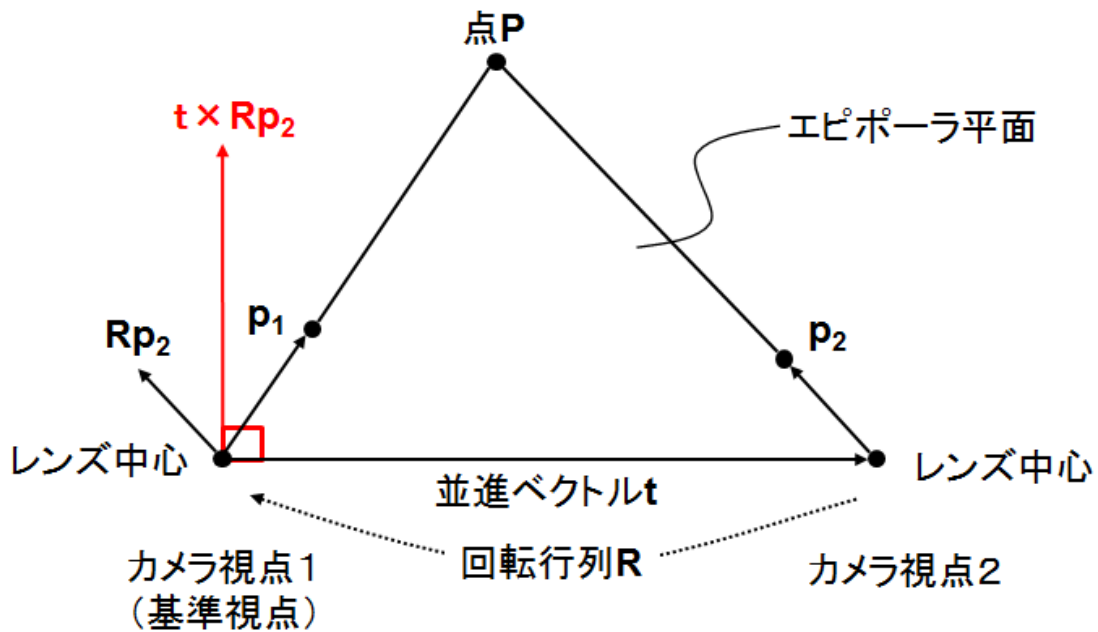 点P
t×Rp₂
エピポーラ平面
p₁
Rp₂
p₂
レンズ中心
レンズ中心
並進ベクトルt
回転行列R
カメラ視点1
（基準視点）
カメラ視点2